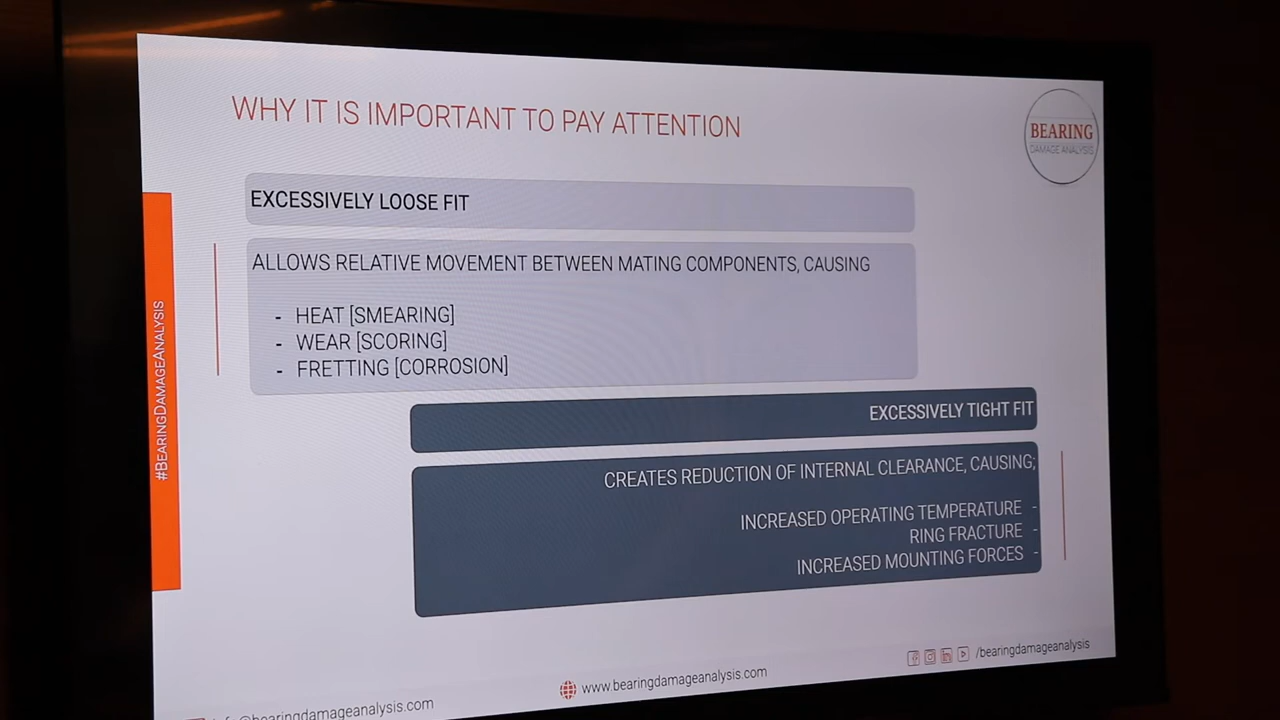 WHY IT IS IMPORTANT TO PAY ATTENTION
BEARING
DAMAGE ANALYSIS
EXCESSIVELY LOOSE FIT
ALLOWS RELATIVE MOVEMENT BETWEEN MATING COMPONENTS, CAUSING
- HEAT [SMEARING]
- WEAR [SCORING]
- FRETTING [CORROSION]
#BEARINGDAMAGEANALYSIS
EXCESSIVELY TIGHT FIT
CREATES REDUCTION OF INTERNAL CLEARANCE, CAUSING;
INCREASED OPERATING TEMPERATURE -
RING FRACTURE -
INCREASED MOUNTING FORCES -
/bearingdamageanalysis
www.bearingdamageanalysis.com
info@bearingdamageanalysis.com